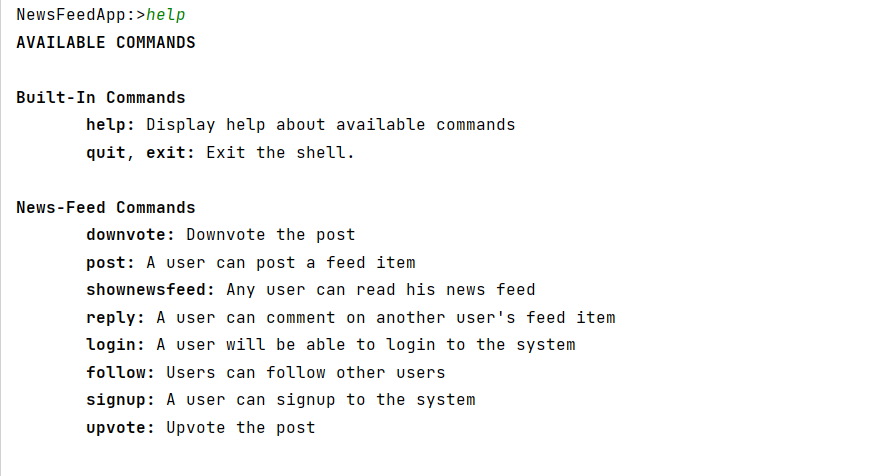 NewsFeedApp:>help
AVAILABLE COMMANDS
Built-In Commands
help: Display help about available commands
quit, exit: Exit the shell.
News-Feed Commands
downvote: Downvote the post
post: A user can post a feed item
shownewsfeed: Any user can read his news feed
reply: A user can comment on another user's feed item
login: A user will be able to login to the system
follow: Users can follow other users
signup: A user can signup to the system
upvote: Upvote the post